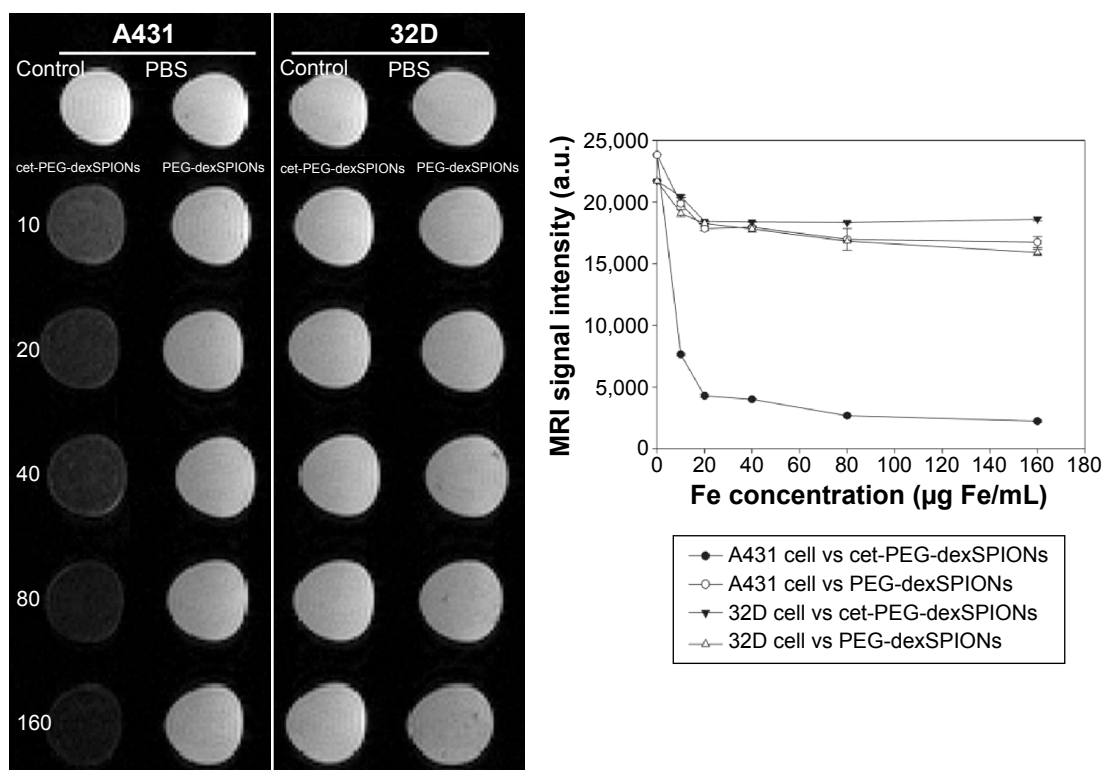 A431
32D
Control PBS
Control PBS
cet-PEG-dexSPIONs PEG-dexSPIONs
cet-PEG-dexSPIONs PEG-dexSPIONs
10
20
40
80
160
MRI signal intensity (a.u.)
25,000
20,000
15,000
10,000
5,000
0
0 20 40 60 80 100 120 140 160 180
Fe concentration (µg Fe/mL)
A431 cell vs cet-PEG-dexSPIONs
A431 cell vs PEG-dexSPIONs
32D cell vs cet-PEG-dexSPIONs
32D cell vs PEG-dexSPIONs